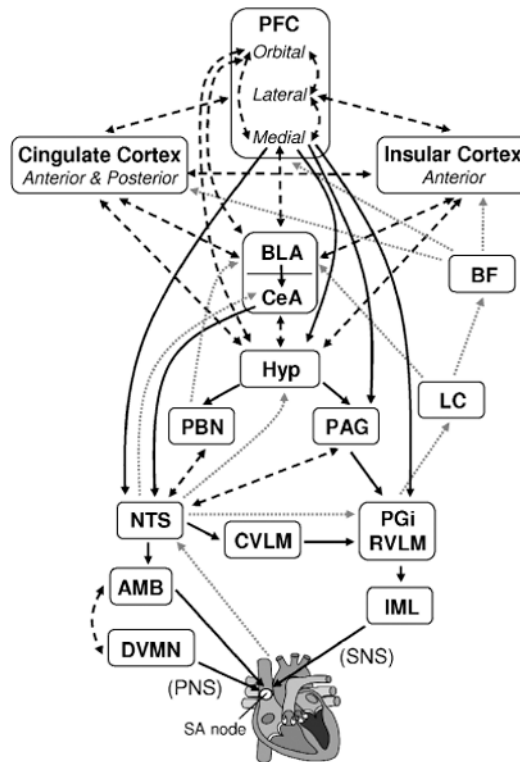 PFC
Orbital
Lateral
Medial
Cingulate Cortex
Anterior & Posterior
Insular Cortex
Anterior
BLA
CeA
BF
Hyp
LC
PBN
PAG
NTS
CVLM
PGi
RVLM
AMB
IML
DVMN
(SNS)
(PNS)
SA node